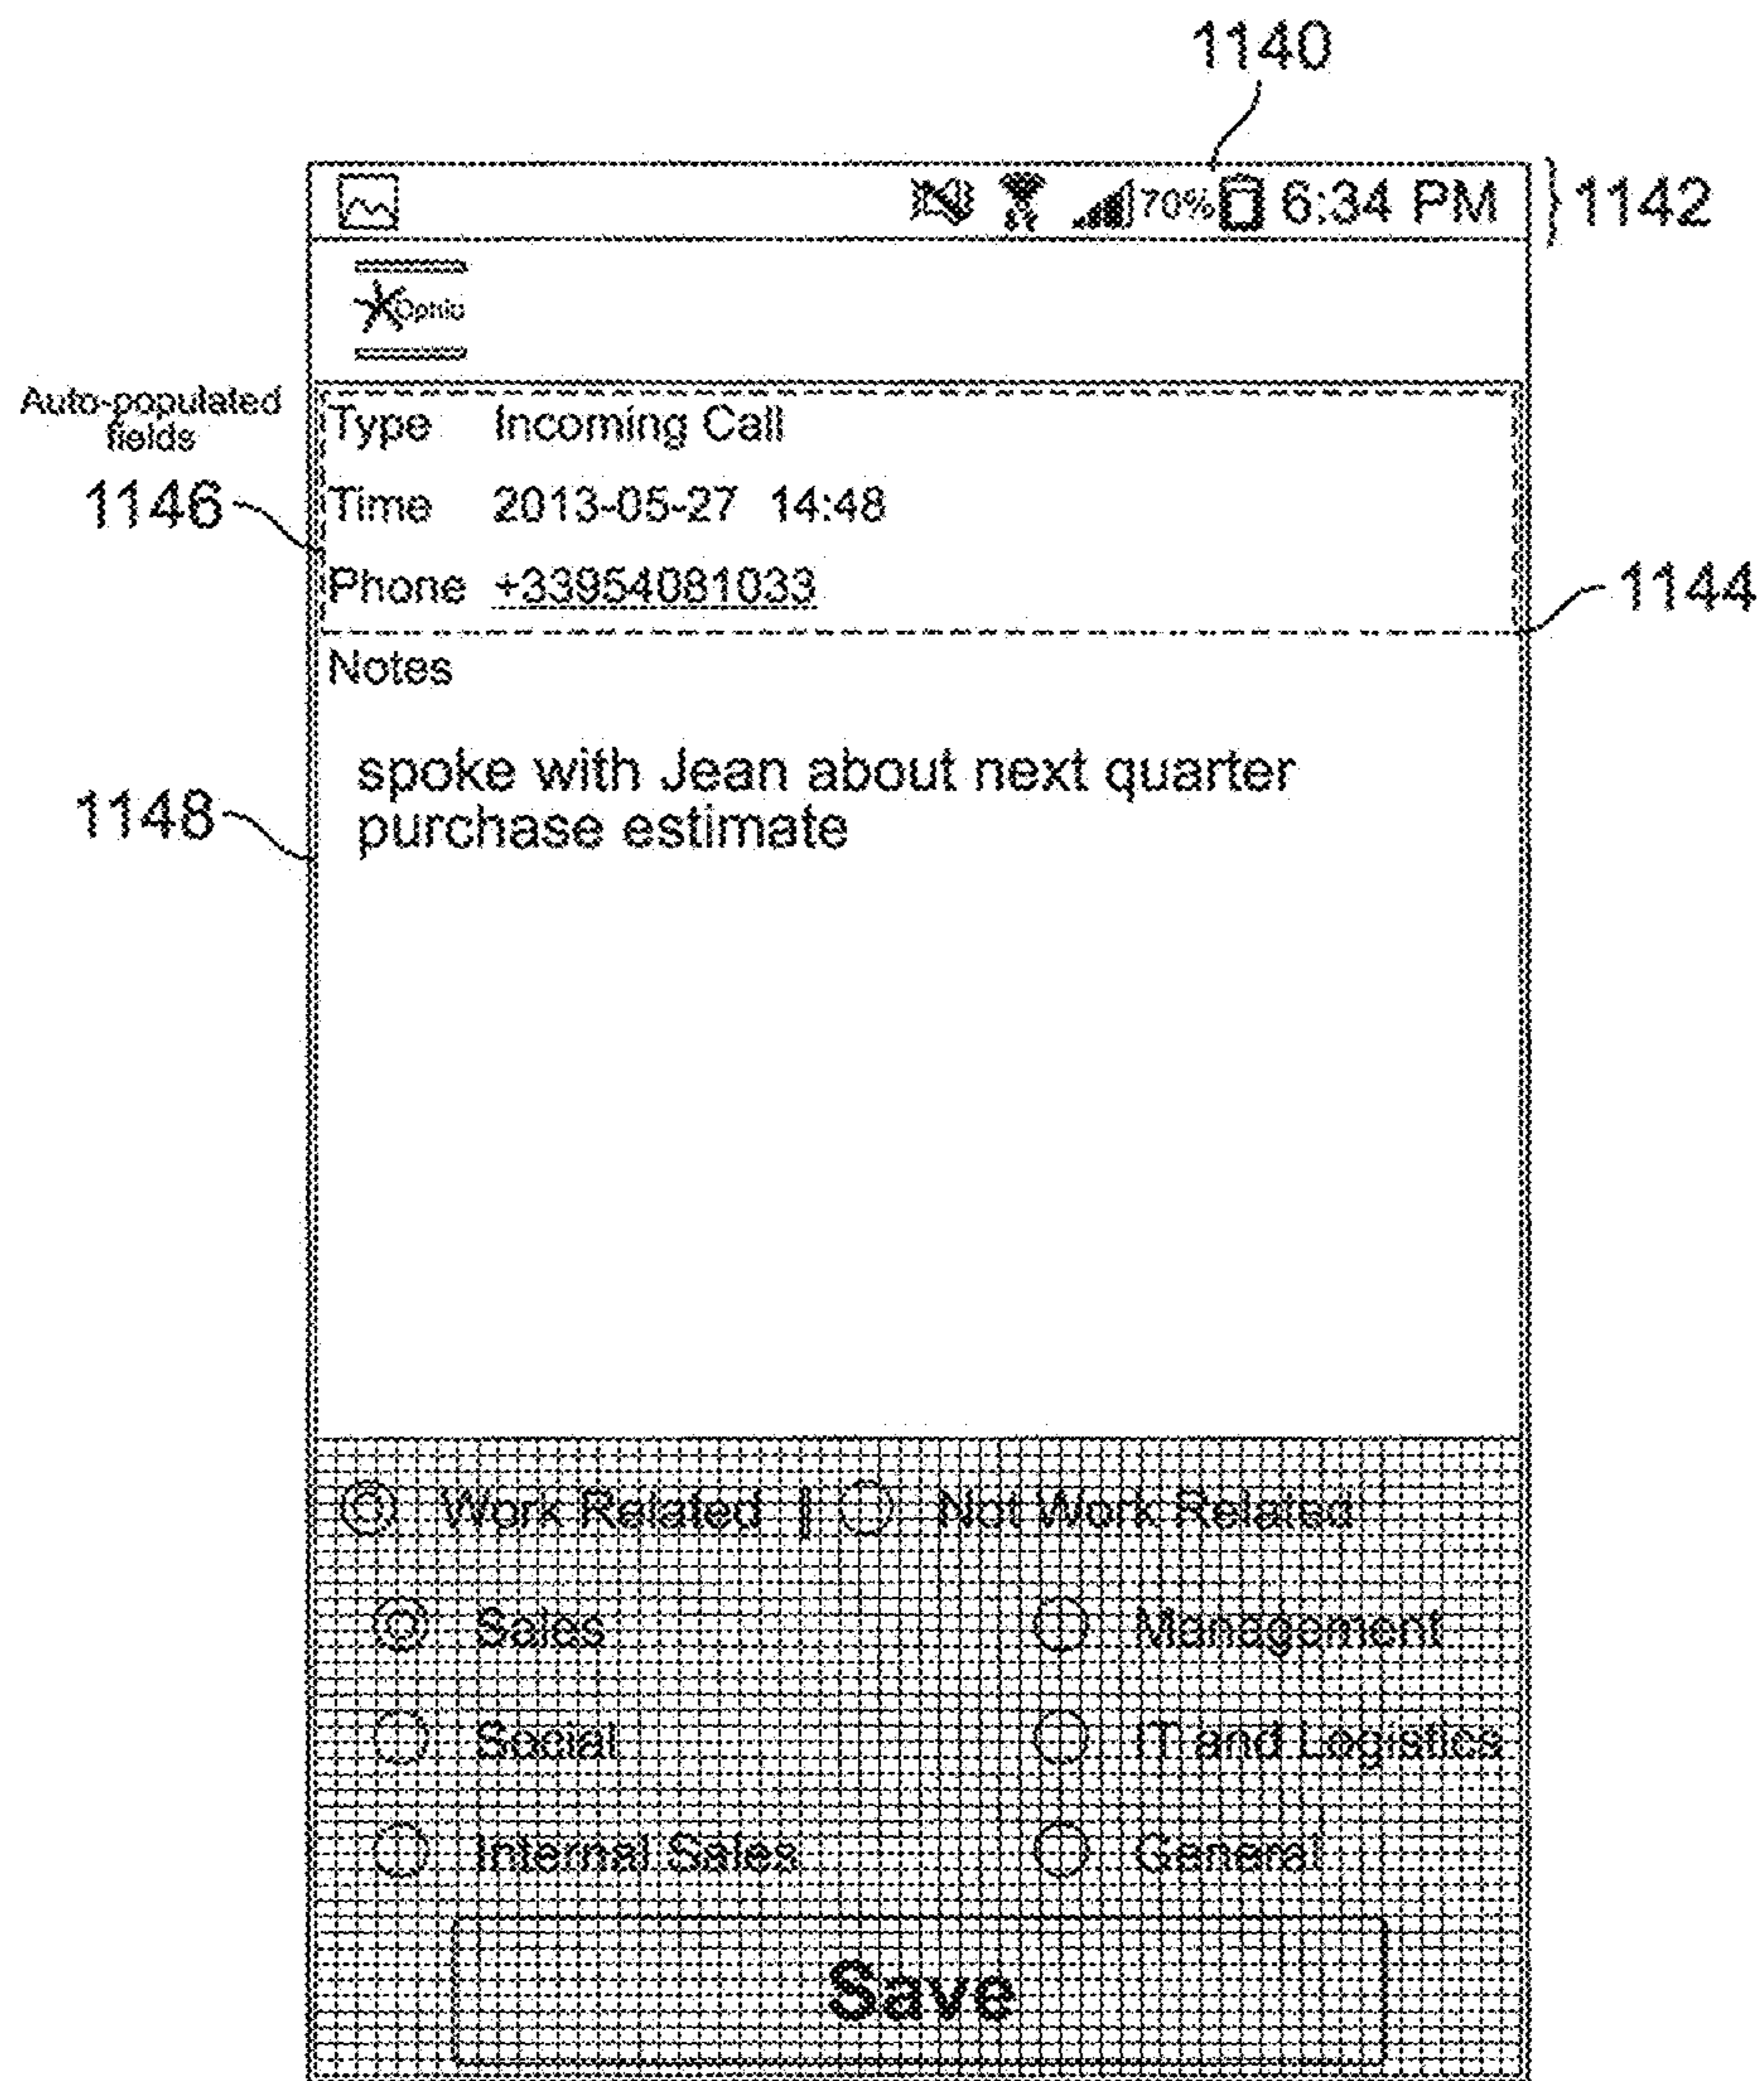 1140
70% 6:34 PM
1142
Auto-populated
fields
Type Incoming Call
1146
Time 2013-05-27 14:48
Phone +33954081033
1144
Notes
spoke with Jean about next quarter
purchase estimate
1148
Work Related | Not Work Related
Sales Management
Social IT and Logistics
Internal Sales General
Save